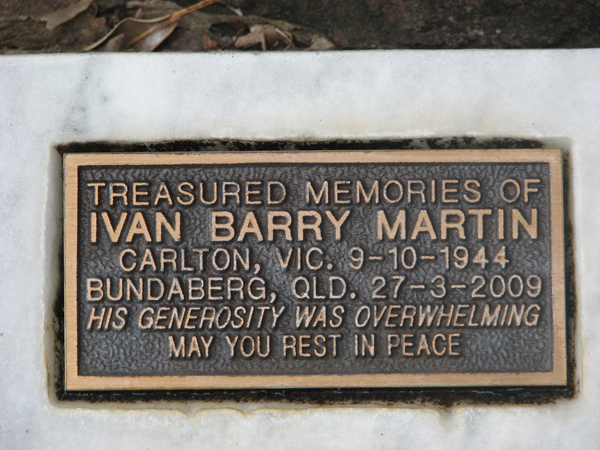 TREASURED MEMORIES OF
IVAN BARRY MARTIN
CARLTON, VIC. 9-10-1944
BUNDABERG, QLD. 27-3-2009
HIS GENEROSITY WAS OVERWHELMING
MAY YOU REST IN PEACE